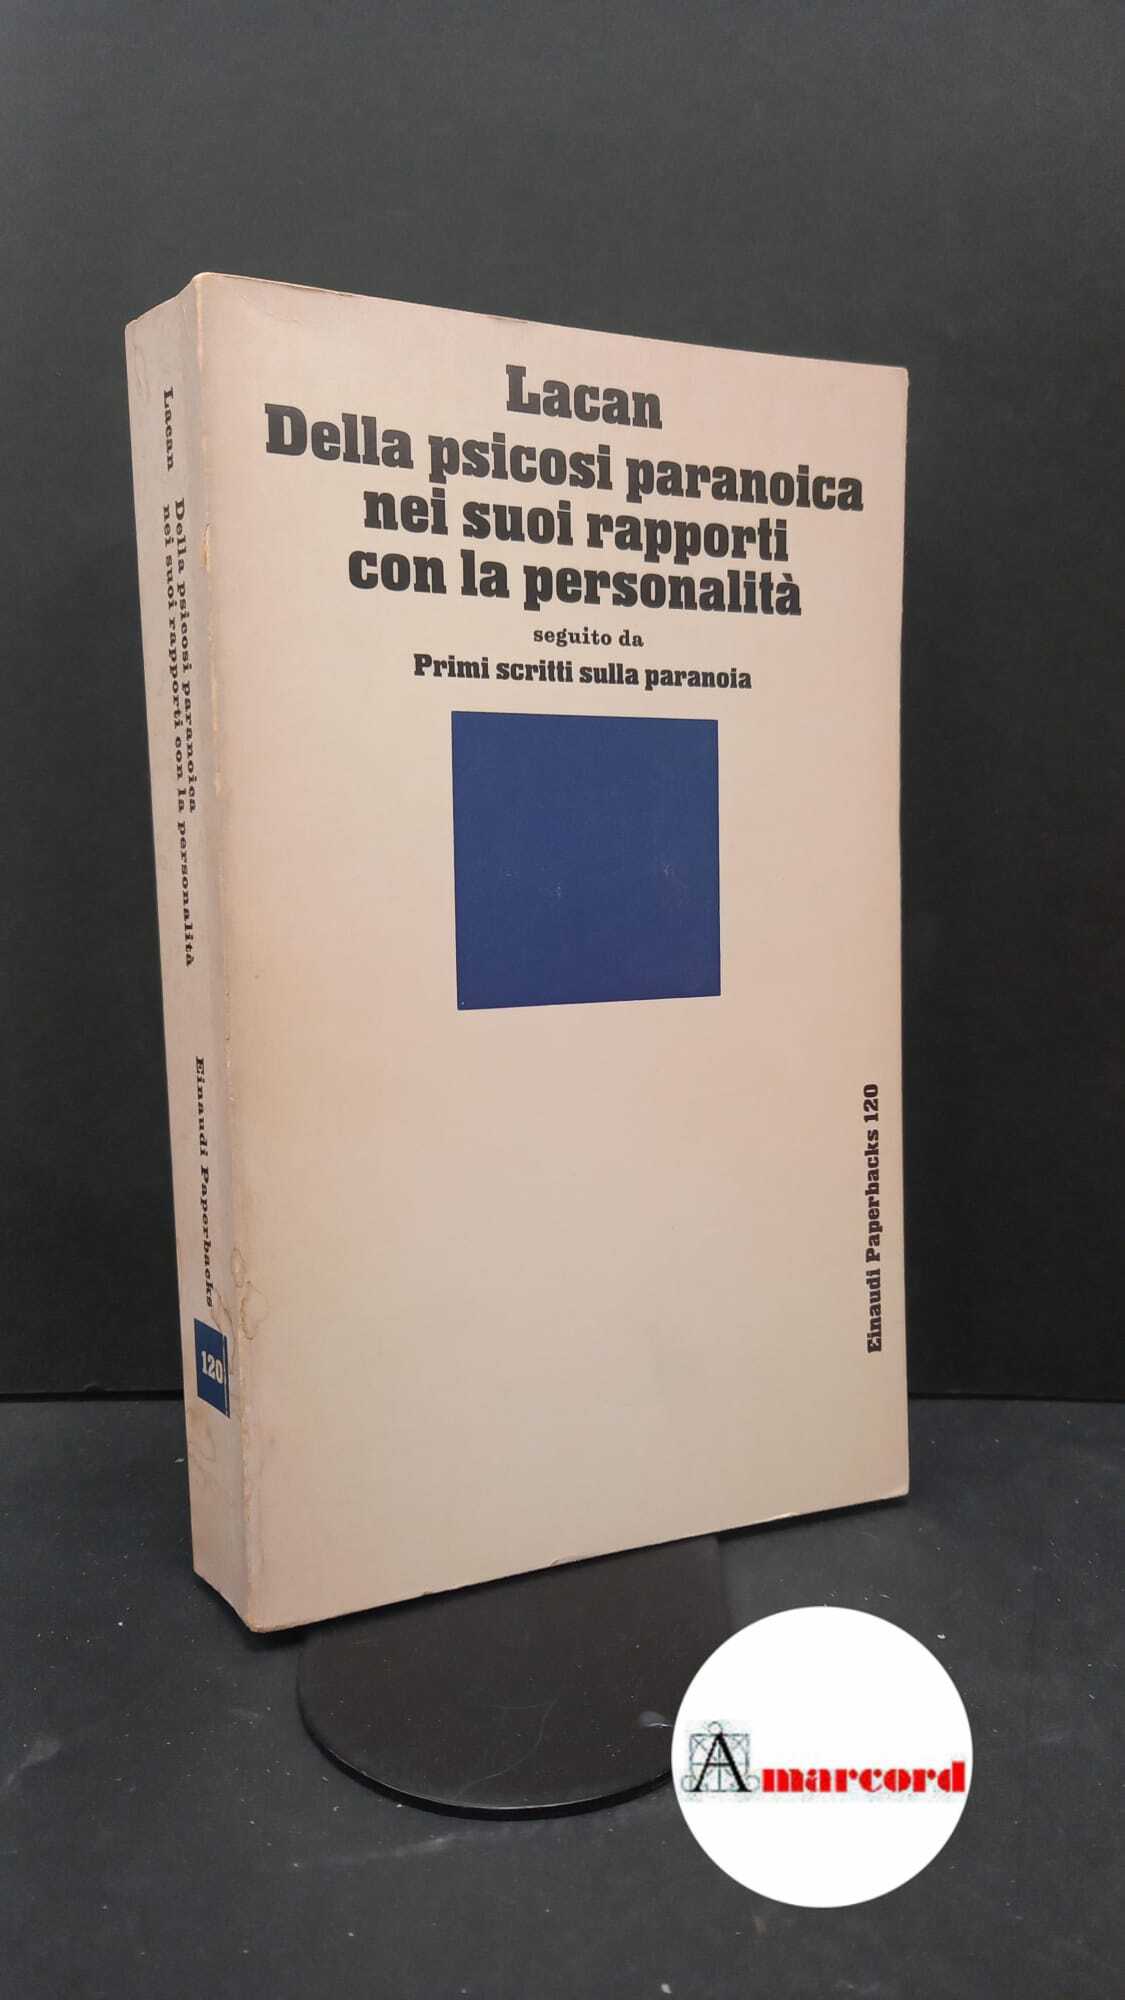 Lacan
Della psicosi paranoica
nei suoi rapporti
con la personalità
seguito da
Primi scritti sulla paranoia
Einaudi Paperbacks 120
Lacan Della psicosi paranoica
nei suoi rapporti con la personalità
Einaudi Paperbacks
120
Amarcord